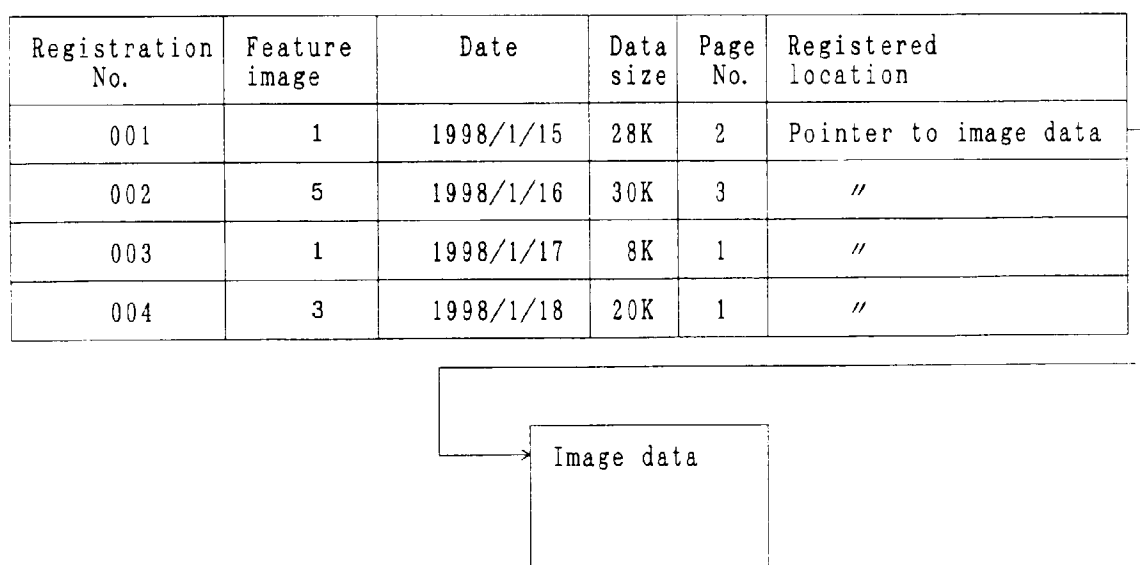 Registration No. Feature image Date Data size Page No. Registered location
001 1 1998/1/15 28K 2 Pointer to image data
002 5 1998/1/16 30K 3 〃
003 1 1998/1/17 8K 1 〃
004 3 1998/1/18 20K 1 〃
Image data